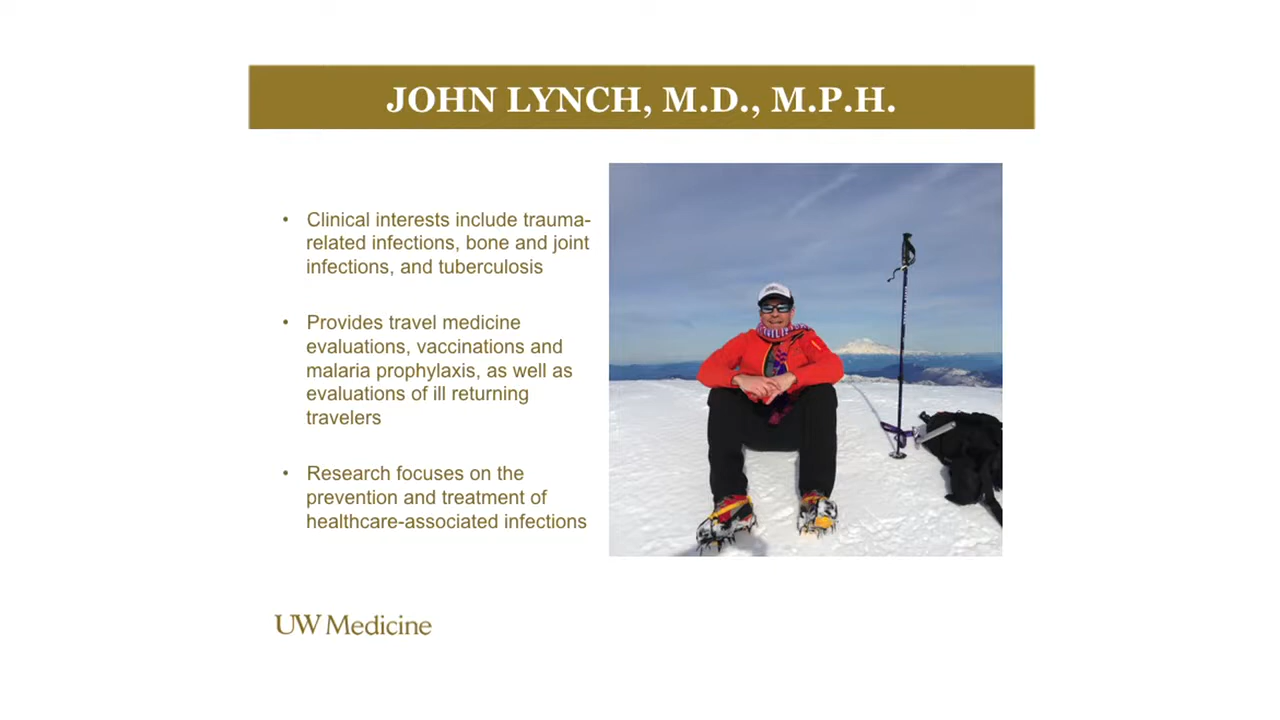 JOHN LYNCH, M.D., M.P.H.
• Clinical interests include trauma-
related infections, bone and joint
infections, and tuberculosis
• Provides travel medicine
evaluations, vaccinations and
malaria prophylaxis, as well as
evaluations of ill returning
travelers
• Research focuses on the
prevention and treatment of
healthcare-associated infections
UW Medicine